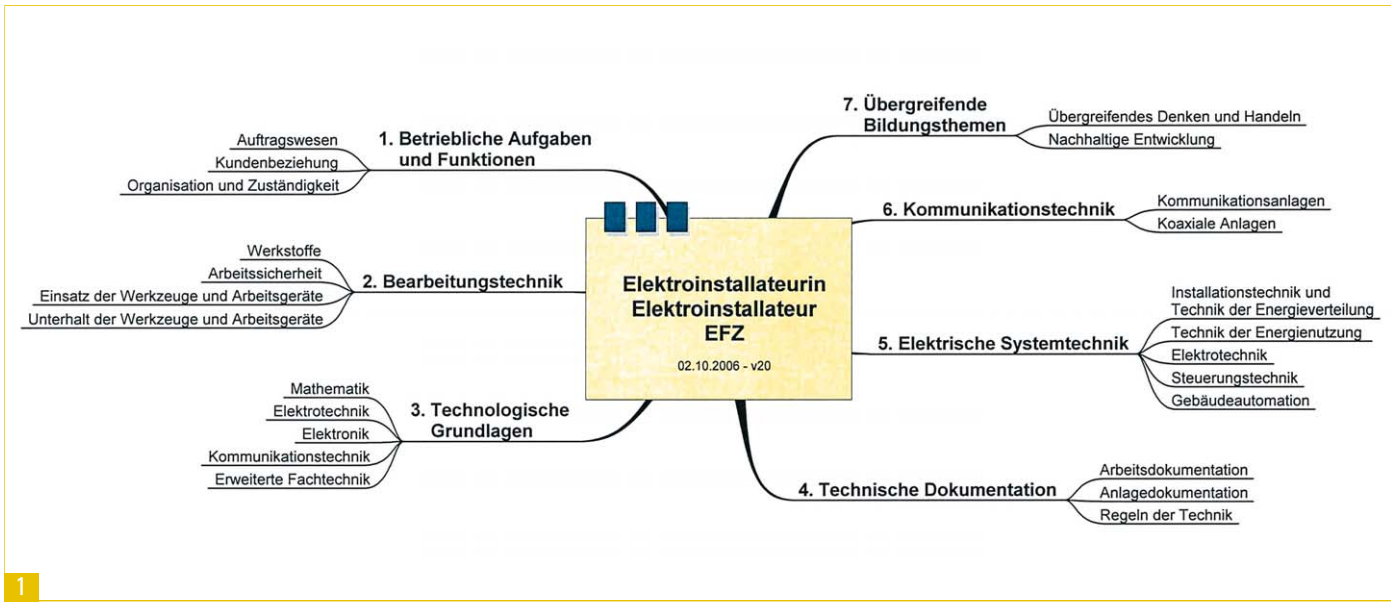 Elektroinstallateurin
Elektroinstallateur
EFZ
02.10.2006 - v20
1. Betriebliche Aufgaben
und Funktionen
Auftragswesen
Kundenbeziehung
Organisation und Zuständigkeit
2. Bearbeitungstechnik
Werkstoffe
Arbeitssicherheit
Einsatz der Werkzeuge und Arbeitsgeräte
Unterhalt der Werkzeuge und Arbeitsgeräte
3. Technologische
Grundlagen
Mathematik
Elektrotechnik
Elektronik
Kommunikationstechnik
Erweiterte Fachtechnik
4. Technische Dokumentation
Arbeitsdokumentation
Anlagedokumentation
Regeln der Technik
5. Elektrische Systemtechnik
Installationstechnik und
Technik der Energieverteilung
Technik der Energienutzung
Elektrotechnik
Steuerungstechnik
Gebäudeautomation
6. Kommunikationstechnik
Kommunikationsanlagen
Koaxiale Anlagen
7. Übergreifende
Bildungsthemen
Übergreifendes Denken und Handeln
Nachhaltige Entwicklung
1